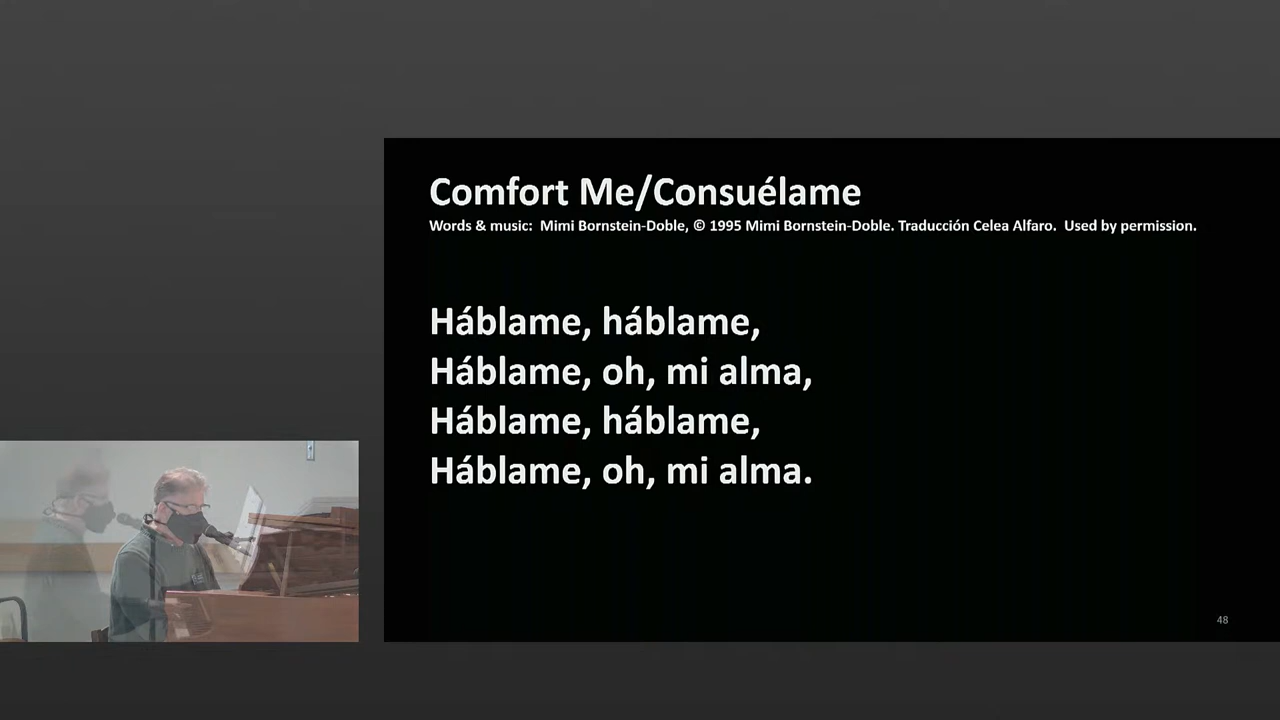 Comfort Me/Consuélame
Words & music:  Mimi Bornstein-Doble, © 1995 Mimi Bornstein-Doble. Traducción Celea Alfaro.  Used by permission.
Háblame, háblame,
Háblame, oh, mi alma,
Háblame, háblame,
Háblame, oh, mi alma.
48